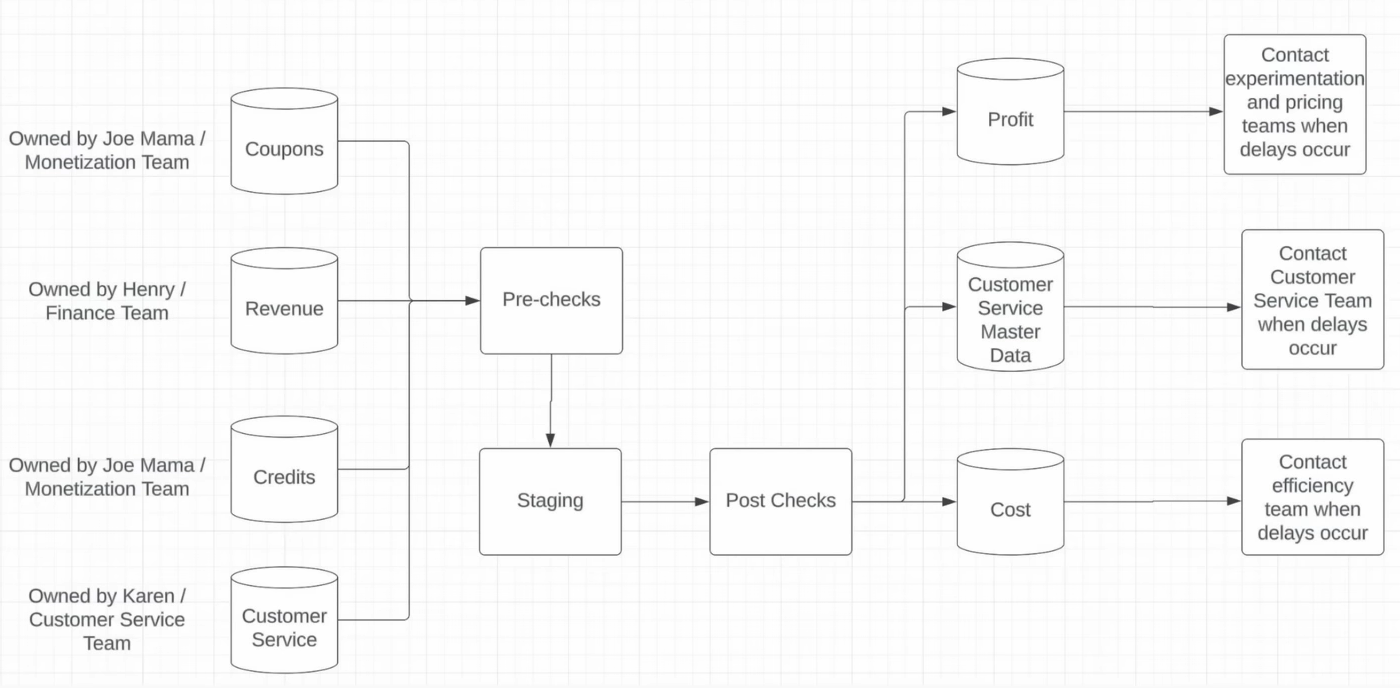 Owned by Joe Mama /
Monetization Team
Coupons
Owned by Henry /
Finance Team
Revenue
Owned by Joe Mama /
Monetization Team
Credits
Owned by Karen /
Customer Service
Team
Customer
Service
Pre-checks
Staging
Post Checks
Profit
Contact
experimentation
and pricing
teams when
delays occur
Customer
Service
Master
Data
Contact
Customer
Service Team
when delays
occur
Cost
Contact
efficiency
team when
delays occur